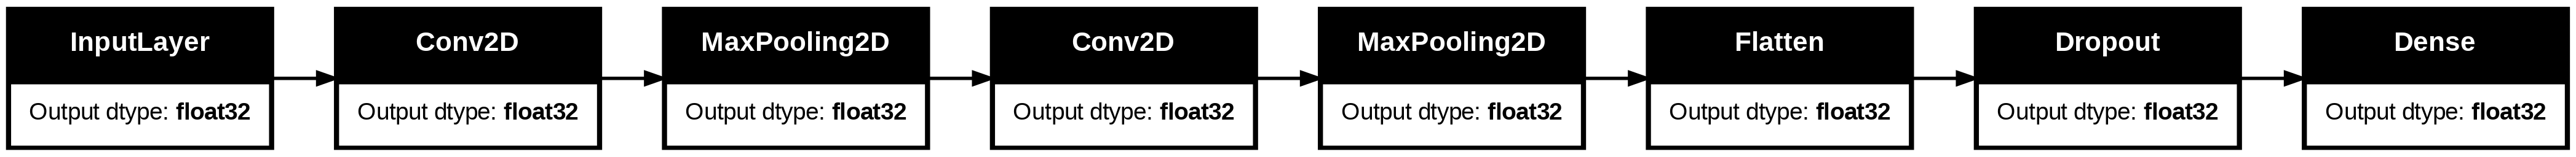 InputLayer
Output dtype: float32
Conv2D
Output dtype: float32
MaxPooling2D
Output dtype: float32
Conv2D
Output dtype: float32
MaxPooling2D
Output dtype: float32
Flatten
Output dtype: float32
Dropout
Output dtype: float32
Dense
Output dtype: float32